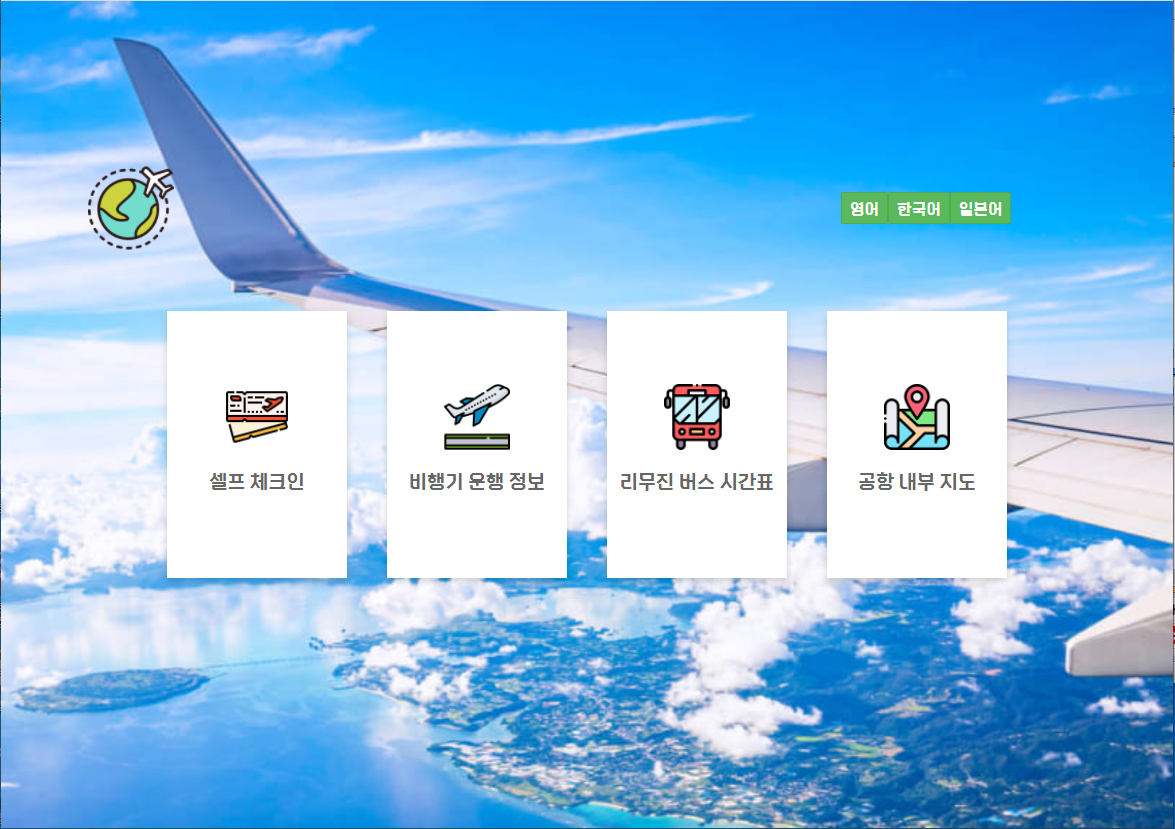 영어 한국어 일본어
셀프 체크인
비행기 운행 정보
리무진 버스 시간표
공항 내부 지도